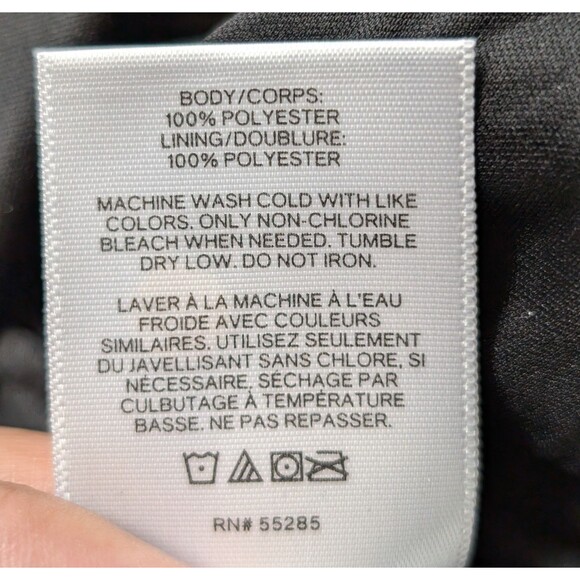 BODY/CORPS:
100% POLYESTER
LINING/DOUBLURE:
100% POLYESTER
MACHINE WASH COLD WITH LIKE
COLORS. ONLY NON-CHLORINE
BLEACH WHEN NEEDED. TUMBLE
DRY LOW. DO NOT IRON.
LAVER À LA MACHINE À L'EAU
FROIDE AVEC COULEURS
SIMILAIRES. UTILISEZ SEULEMENT
DU JAVELLISANT SANS CHLORE, SI
NÉCESSAIRE, SÉCHAGE PAR
CULBUTAGE À TEMPÉRATURE
BASSE. NE PAS REPASSER.
RN# 55285